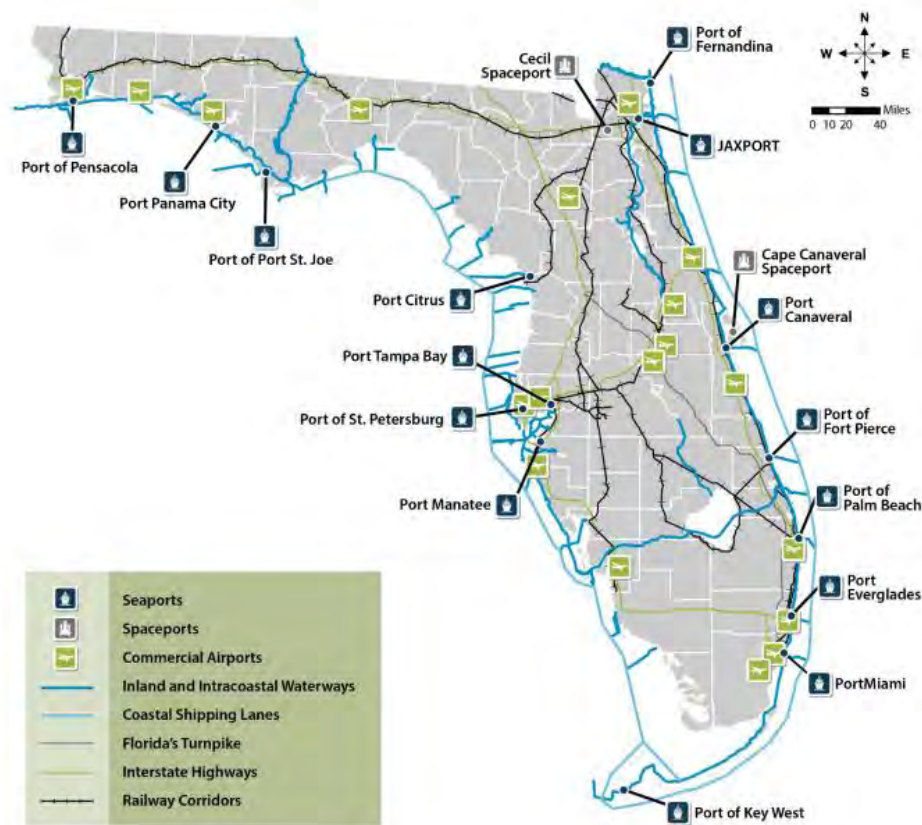 N
W E
S
Miles
0 10 20 40
Port of
Fernandina
Cecil
Spaceport
JAXPORT
Port of Pensacola
Port Panama City
Port of Port St. Joe
Cape Canaveral
Spaceport
Port Citrus
Port
Canaveral
Port Tampa Bay
Port of St. Petersburg
Port of
Fort Pierce
Port Manatee
Port of
Palm Beach
Port
Everglades
PortMiami
Port of Key West
Seaports
Spaceports
Commercial Airports
Inland and Intracoastal Waterways
Coastal Shipping Lanes
Florida's Turnpike
Interstate Highways
Railway Corridors